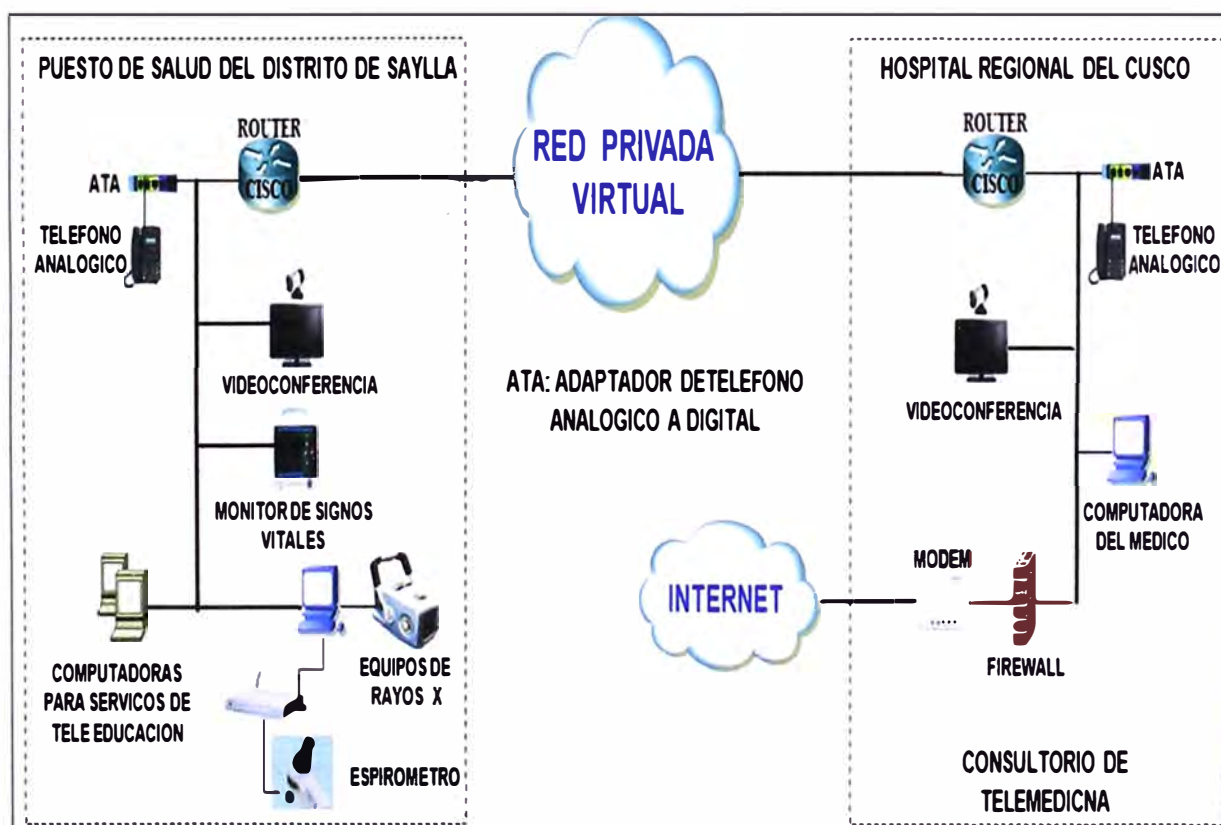 PUESTO DE SALUD DEL DISTRITO DE SAYLLA
ROUTER
CISCO
ATA
TELEFONO
ANALOGICO
VIDEOCONFERENCIA
MONITOR DE SIGNOS
VITALES
COMPUTADORAS
PARA SERVICOS DE
TELE EDUCACION
EQUIPOS DE
RAYOS X
ESPIROMETRO
RED PRIVADA
VIRTUAL
ATA: ADAPTADOR DETELEFONO
ANALOGICO A DIGITAL
INTERNET
HOSPITAL REGIONAL DEL CUSCO
ROUTER
CISCO
ATA
TELEFONO
ANALOGICO
VIDEOCONFERENCIA
COMPUTADORA
DEL MEDICO
MODEM
FIREWALL
CONSULTORIO DE
TELEMEDICNA